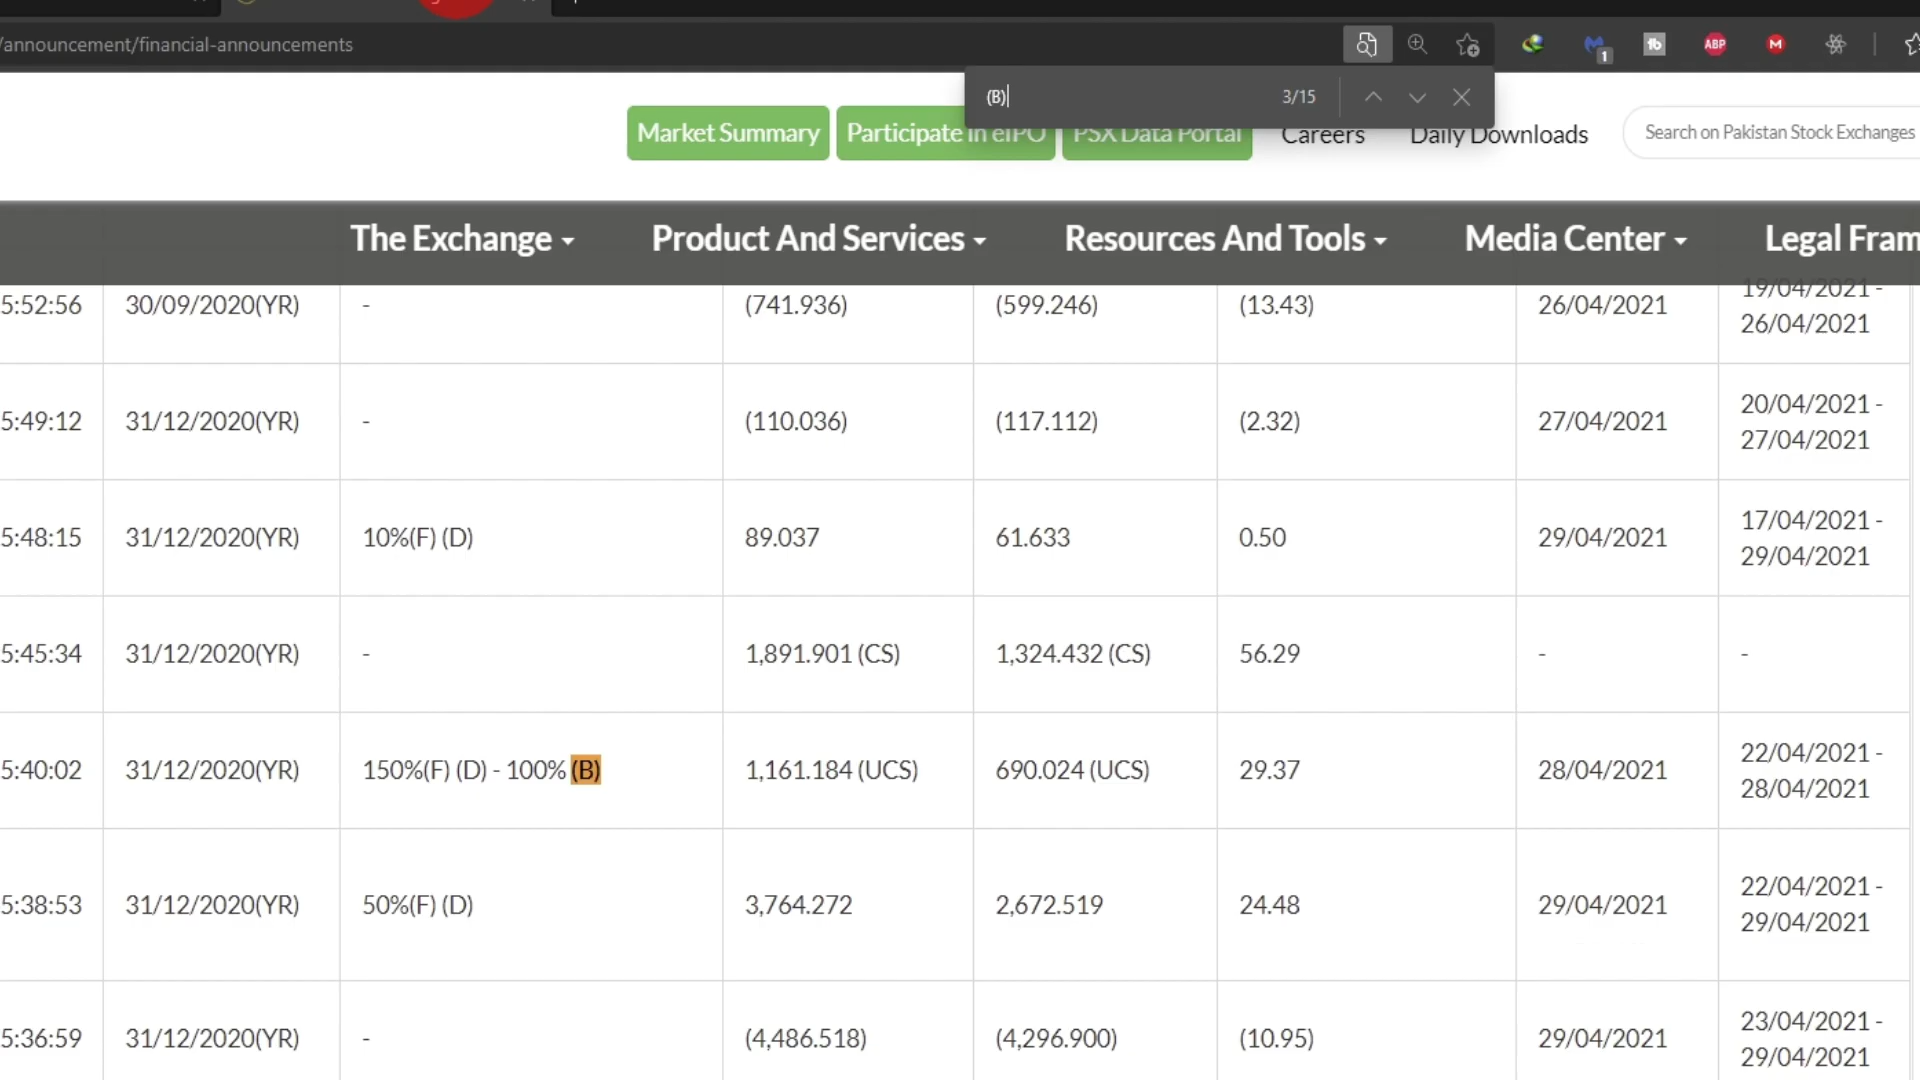 /announcement/financial-announcements
1
ABP
M
(B)
3/15
Market Summary
Participate in eIPO
PSX Data Portal
Careers
Daily Downloads
Search on Pakistan Stock Exchanges
The Exchange
Product And Services
Resources And Tools
Media Center
Legal Fram
5:52:56 30/09/2020(YR) - (741.936) (599.246) (13.43) 26/04/2021 19/04/2021 -
26/04/2021
5:49:12 31/12/2020(YR) - (110.036) (117.112) (2.32) 27/04/2021 20/04/2021 -
27/04/2021
5:48:15 31/12/2020(YR) 10%(F) (D) 89.037 61.633 0.50 29/04/2021 17/04/2021 -
29/04/2021
5:45:34 31/12/2020(YR) - 1,891.901 (CS) 1,324.432 (CS) 56.29 - -
5:40:02 31/12/2020(YR) 150%(F) (D) - 100% (B) 1,161.184 (UCS) 690.024 (UCS) 29.37 28/04/2021 22/04/2021 -
28/04/2021
5:38:53 31/12/2020(YR) 50%(F) (D) 3,764.272 2,672.519 24.48 29/04/2021 22/04/2021 -
29/04/2021
5:36:59 31/12/2020(YR) - (4,486.518) (4,296.900) (10.95) 29/04/2021 23/04/2021 -
29/04/2021